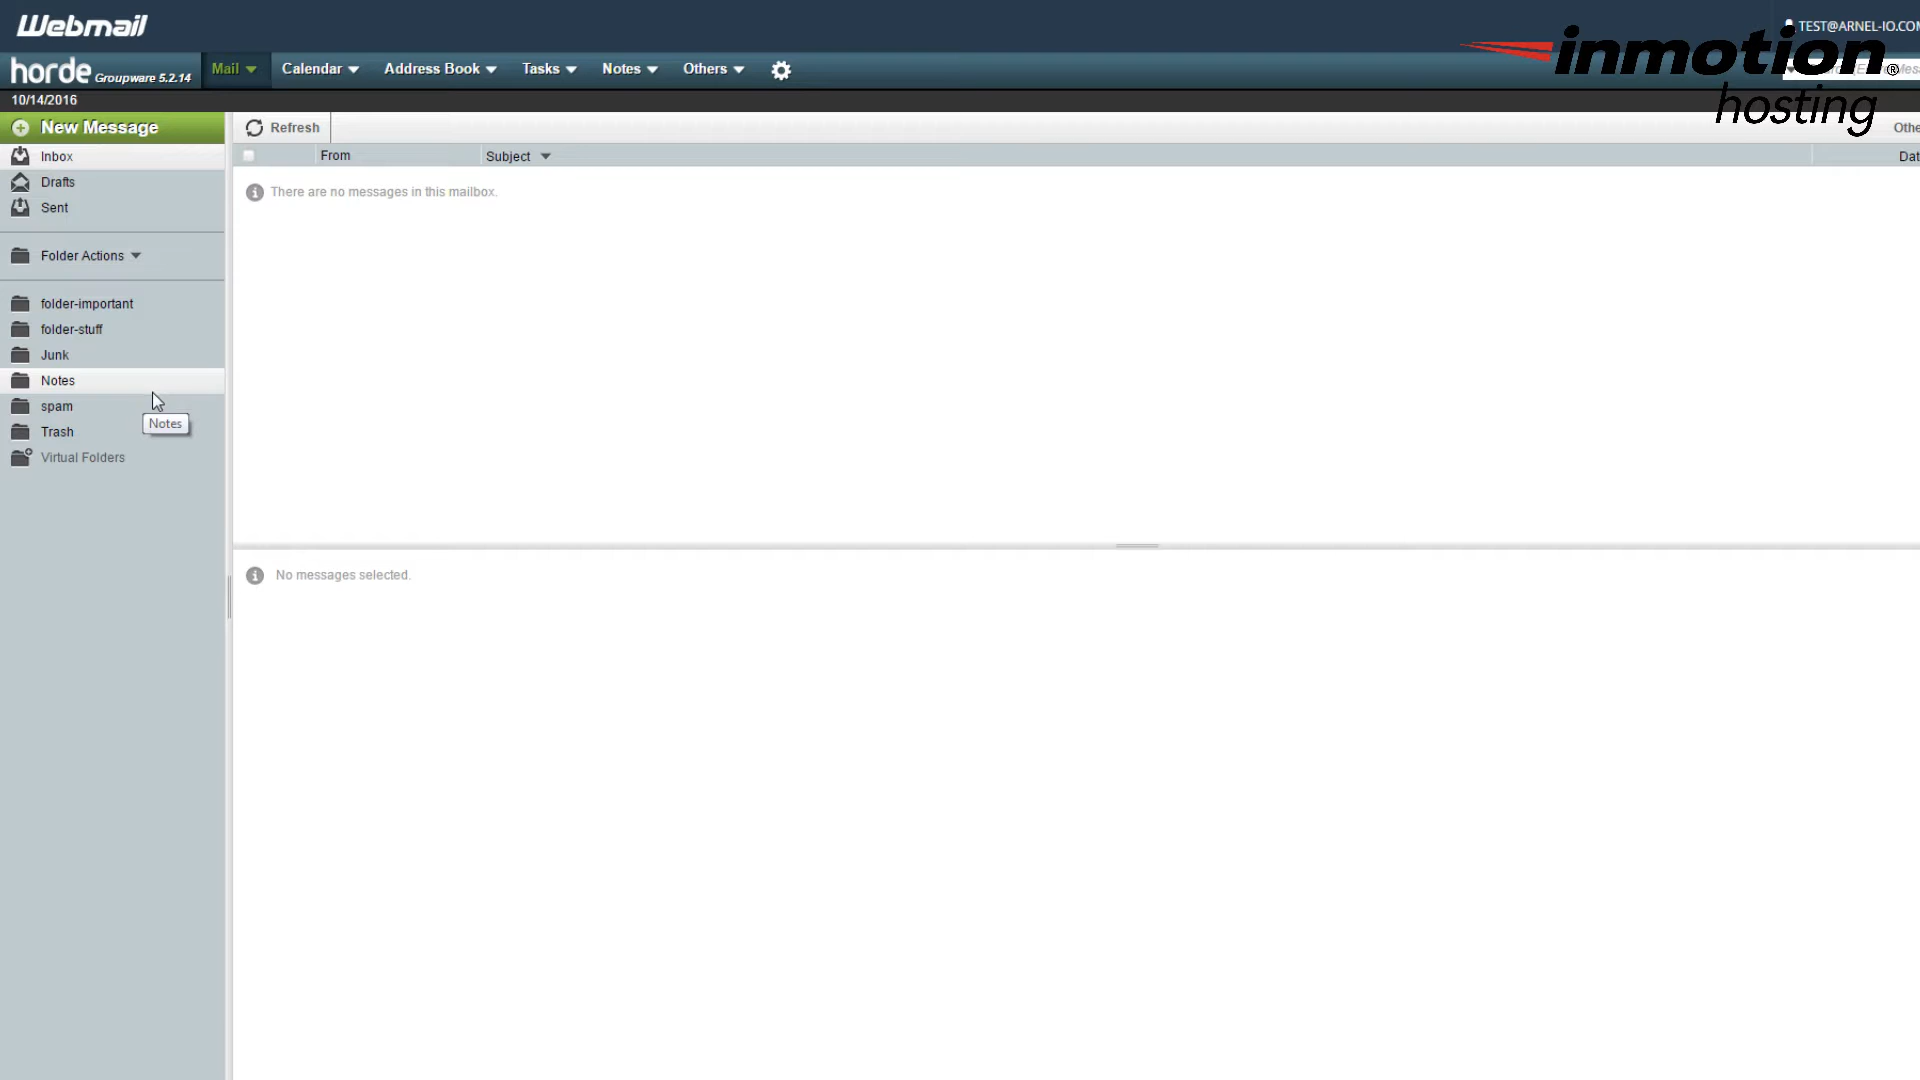 Webmail
TEST@ARNEL-IO.COM
inmotion®
hosting
horde Groupware 5.2.14
Mail
Calendar
Address Book
Tasks
Notes
Others
10/14/2016
New Message
Refresh
Othe
Inbox
From
Subject
Dat
Drafts
There are no messages in this mailbox.
Sent
Folder Actions
folder-important
folder-stuff
Junk
Notes
spam
Notes
Trash
Virtual Folders
No messages selected.